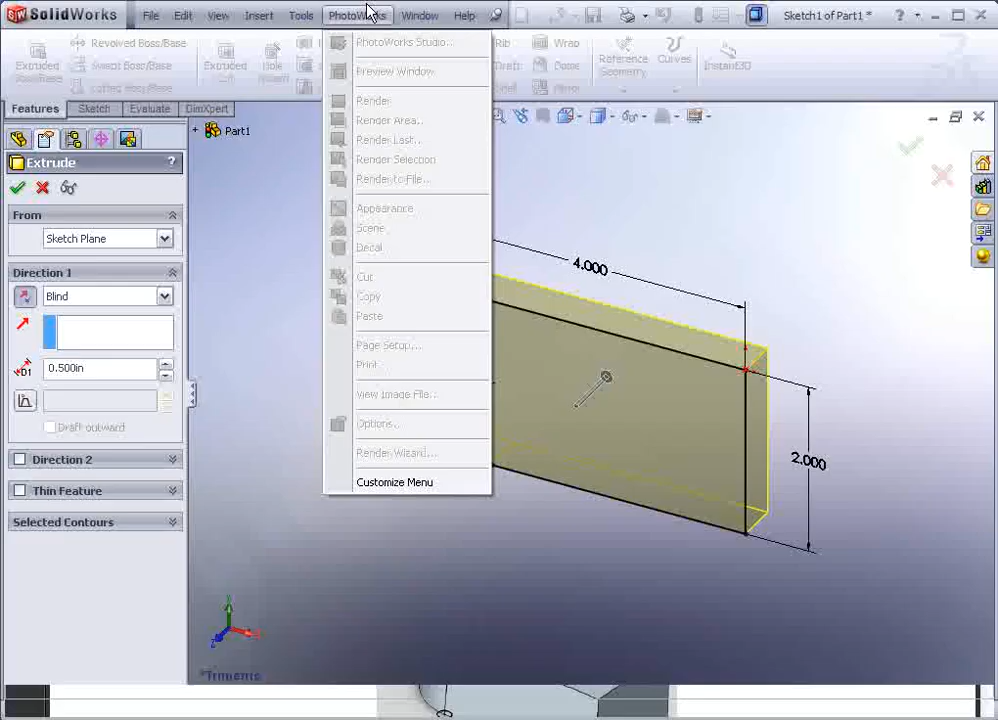 SolidWorks File Edit View Insert Tools PhotoWorks Window Help Sketch1 of Part1 * ?
Extruded Boss/Base
Revolved Boss/Base
Swept Boss/Base
Lofted Boss/Base
Extruded Cut
Hole Wizard
Rib
Wrap
Draft
Dome
Mirror
Reference Geometry
Curves
Instant3D
Features Sketch Evaluate DimXpert
Part1
Extrude ?
From
Sketch Plane
Direction 1
Blind
D1 0.500in
Draft outward
Direction 2
Thin Feature
Selected Contours
PhotoWorks Studio...
Preview Window
Render
Render Area...
Render Last...
Render Selection
Render to File...
Appearance
Scene
Decal
Cut
Copy
Paste
Page Setup...
Print...
View Image File...
Options...
Render Wizard...
Customize Menu
4.000
2.000
*Trimetric